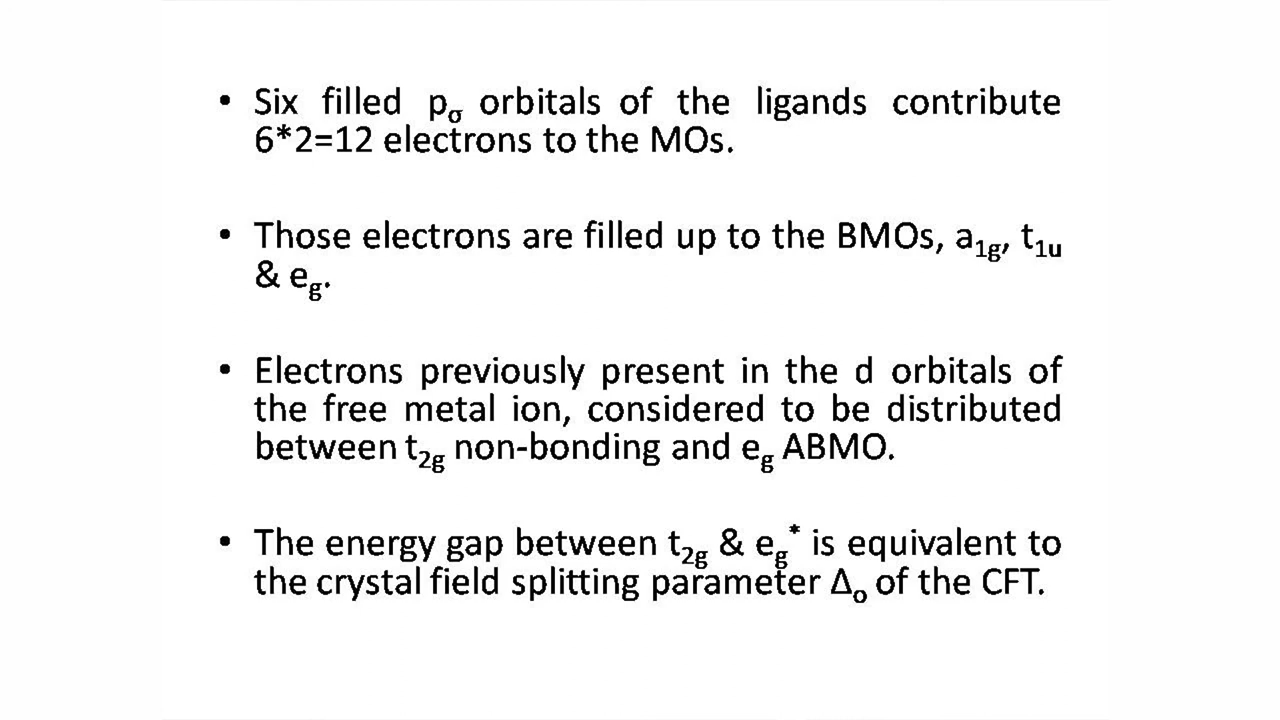 • Six filled pσ orbitals of the ligands contribute
6*2=12 electrons to the MOs.
• Those electrons are filled up to the BMOs, a1g, t1u
& eg.
• Electrons previously present in the d orbitals of
the free metal ion, considered to be distributed
between t2g non-bonding and eg ABMO.
• The energy gap between t2g & eg* is equivalent to
the crystal field splitting parameter Δo of the CFT.